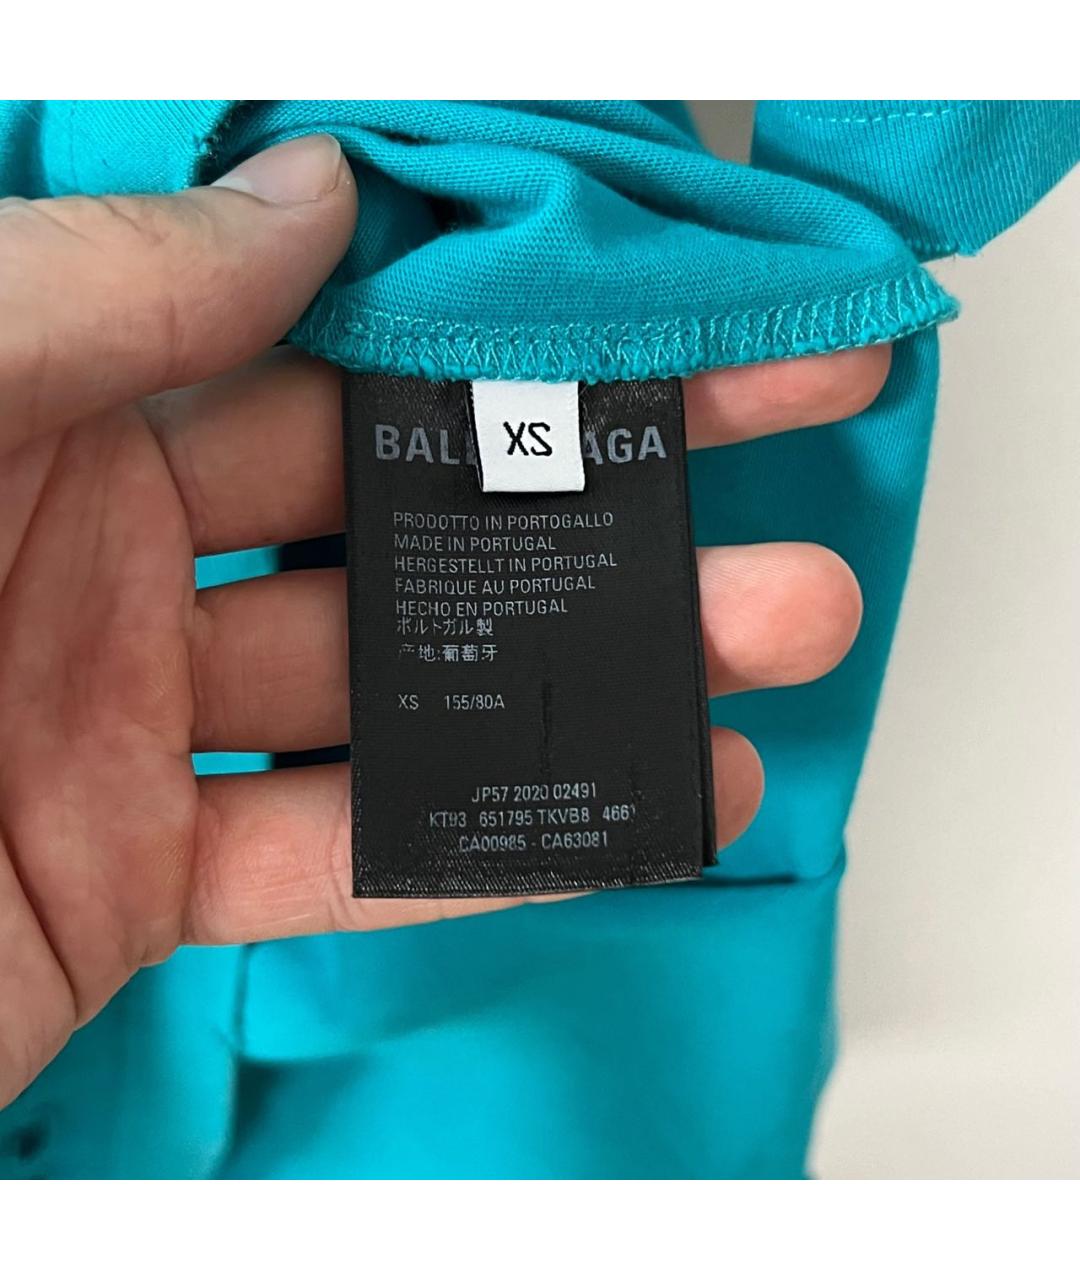 XS
PRODOTTO IN PORTOGALLO
MADE IN PORTUGAL
HERGESTELLT IN PORTUGAL
FABRIQUE AU PORTUGAL
HECHO EN PORTUGAL
ポルトガル製
产地:葡萄牙
XS 155/80A
JP57 2020 02491
KT93 651795 TKVB8 4661
CA00985 - CA63081